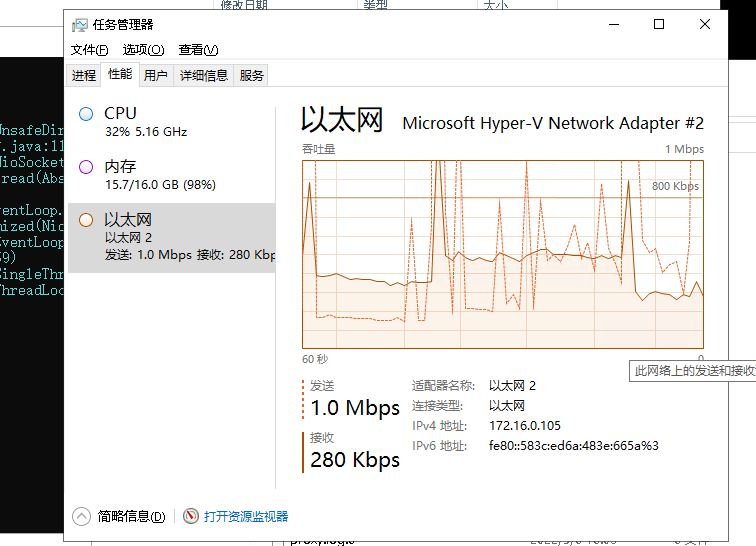 修改日期 类型 大小
任务管理器
文件(F) 选项(O) 查看(V)
进程 性能 用户 详细信息 服务
CPU
32% 5.16 GHz
内存
15.7/16.0 GB (98%)
以太网
以太网 2
发送: 1.0 Mbps 接收: 280 Kbp
以太网 Microsoft Hyper-V Network Adapter #2
吞吐量 1 Mbps
800 Kbps
60 秒 0
此网络上的发送和接收
发送
1.0 Mbps
接收
280 Kbps
适配器名称: 以太网 2
连接类型: 以太网
IPv4 地址: 172.16.0.105
IPv6 地址: fe80::583c:ed6a:483e:665a%3
简略信息(D) 打开资源监视器
UnsafeDir
.java:11
NioSocket
read(Abs
ventLoop.
nized(Nio
EventLoop
59)
SingleThr
ThreadLoc